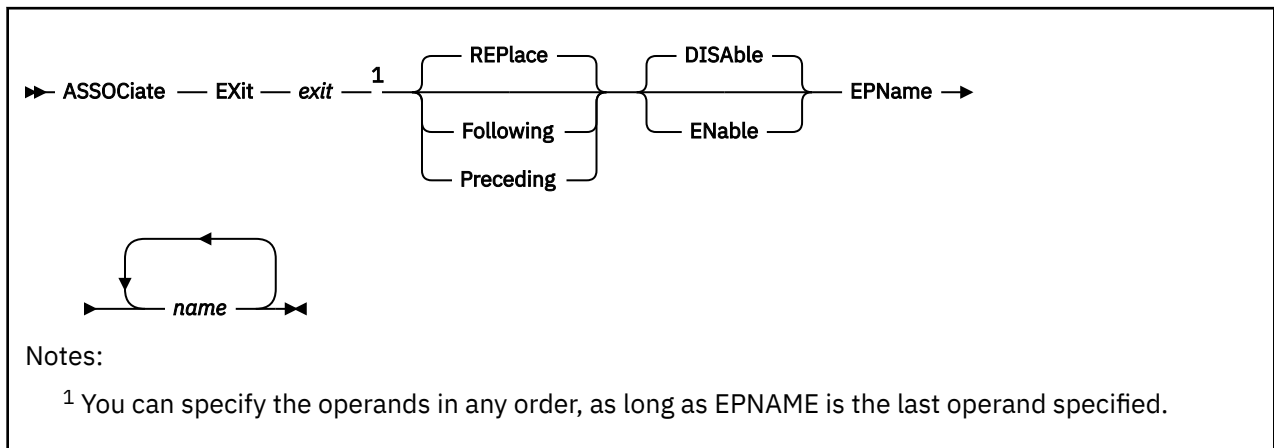 REPlace DISAble
ASSOCiate EXit exit 1 EPName
Following ENable
Preceding
name
Notes:
1 You can specify the operands in any order, as long as EPNAME is the last operand specified.